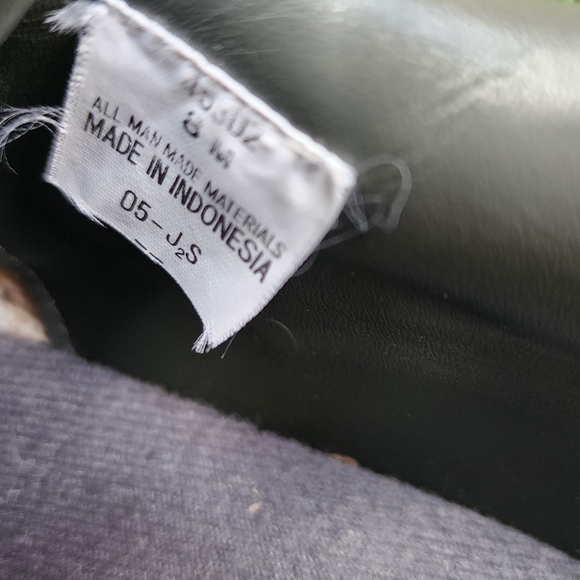 48302
8 M
ALL MAN MADE MATERIALS
MADE IN INDONESIA
05-J₂S